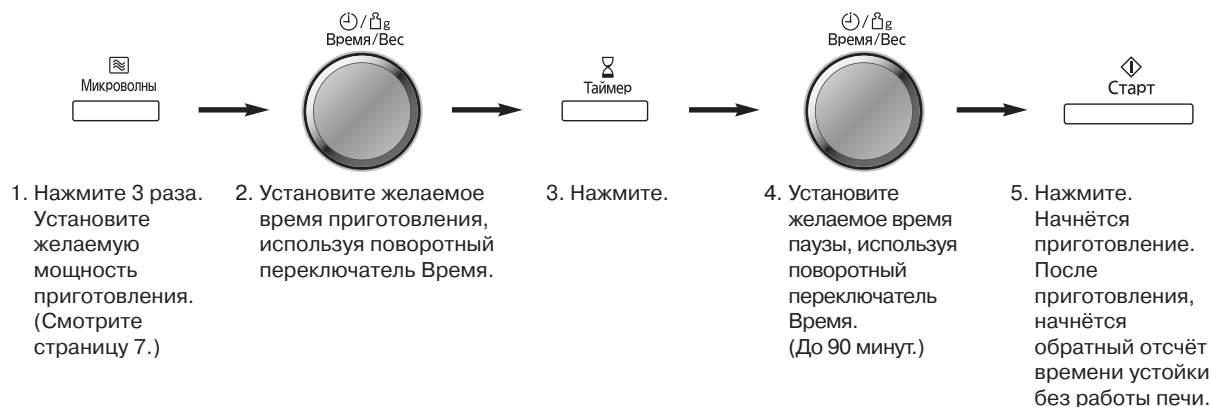 Время/Вес
Время/Вес
Микроволны
Таймер
Старт
1. Нажмите 3 раза.
Установите
желаемую
мощность
приготовления.
(Смотрите
страницу 7.)
2. Установите желаемое
время приготовления,
используя поворотный
переключатель Время.
3. Нажмите.
4. Установите
желаемое время
паузы, используя
поворотный
переключатель
Время.
(До 90 минут.)
5. Нажмите.
Начнётся
приготовление.
После
приготовления,
начнётся
обратный отсчёт
времени устойки
без работы печи.